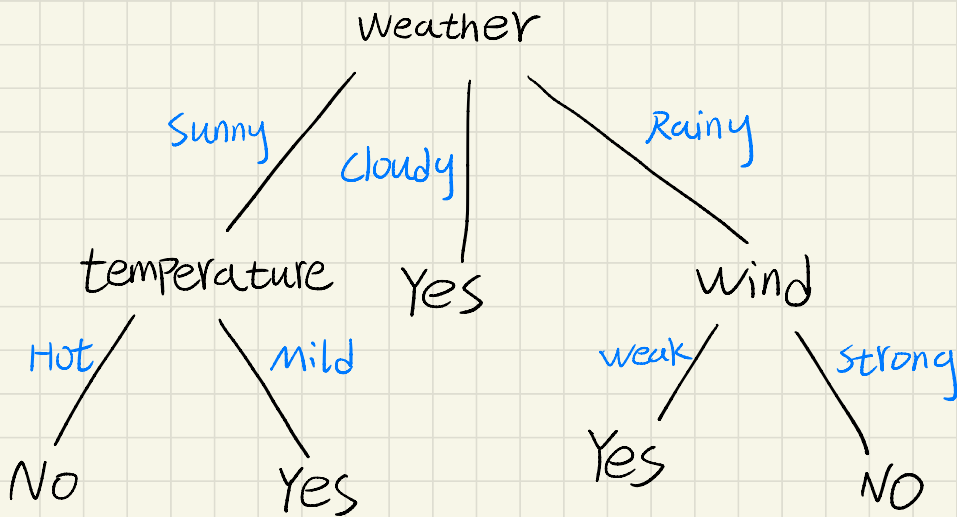 Weather
Sunny
Cloudy
Rainy
temperature
Yes
Wind
Hot
Mild
Weak
Strong
No
Yes
Yes
NO